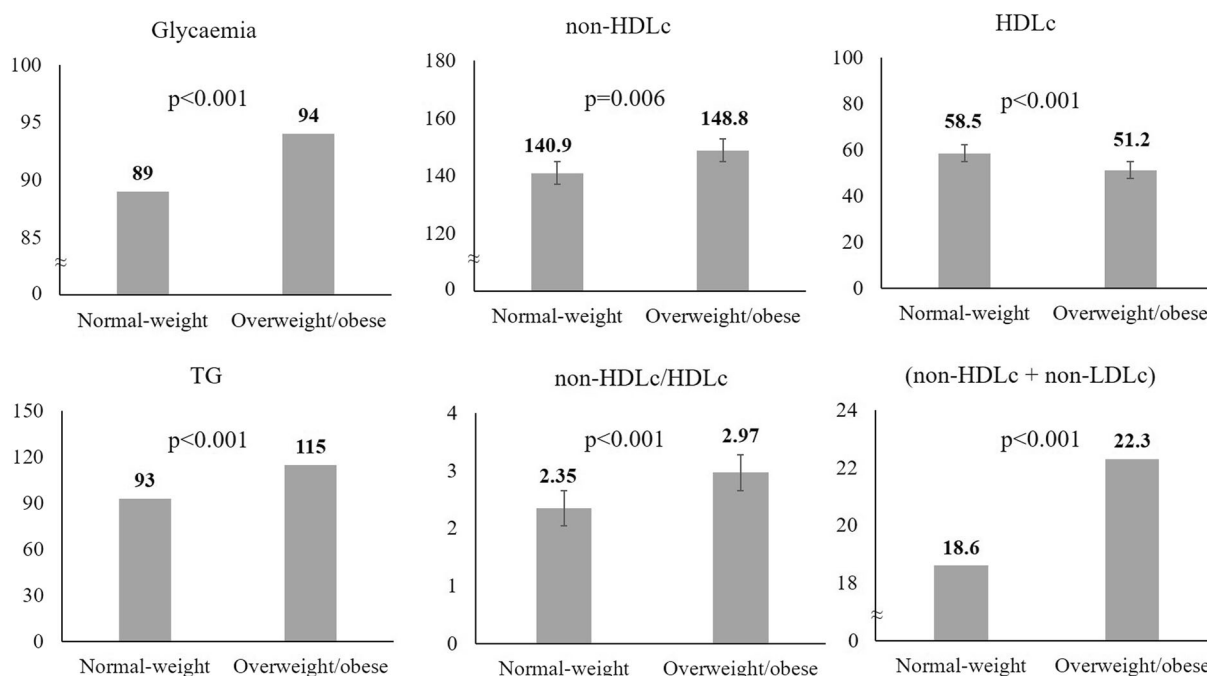 Glycaemia
100
95
90
85
0
p<0.001
89
94
Normal-weight
Overweight/obese
non-HDLc
180
160
140
120
0
p=0.006
140.9
148.8
Normal-weight
Overweight/obese
HDLc
100
80
60
40
20
0
p<0.001
58.5
51.2
Normal-weight
Overweight/obese
TG
150
120
90
60
30
0
p<0.001
93
115
Normal-weight
Overweight/obese
non-HDLc/HDLc
4
3
2
1
0
p<0.001
2.35
2.97
Normal-weight
Overweight/obese
(non-HDLc + non-LDLc)
24
22
20
18
0
p<0.001
18.6
22.3
Normal-weight
Overweight/obese